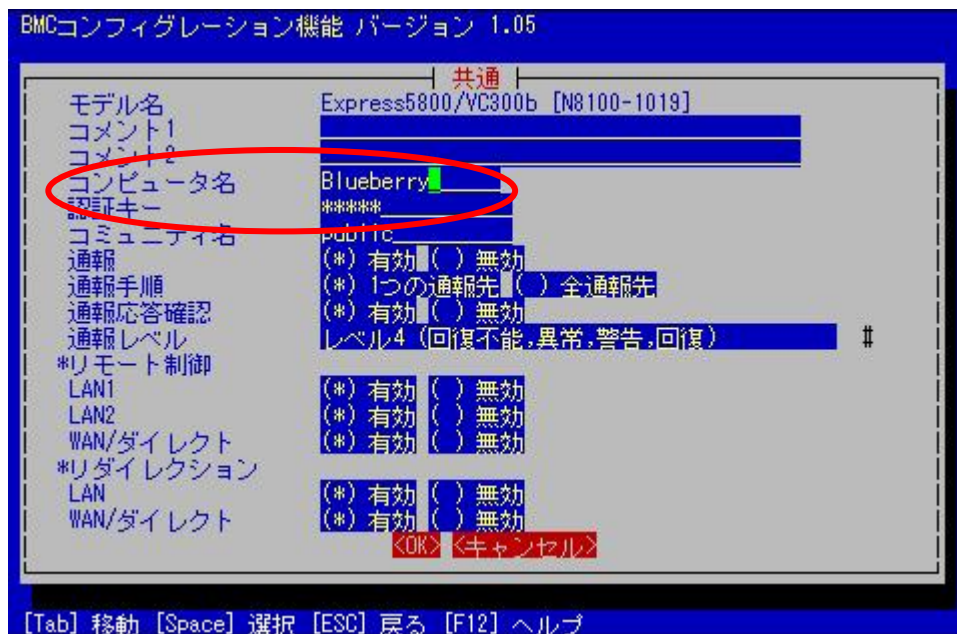 BMCコンフィグレーション機能 バージョン 1.05
共通
モデル名 Express5800/VC300b [N8100-1019]
コメント1
コメント2
コンピュータ名 Blueberry
認証キー *****
コミュニティ名 public
通報 (*) 有効 ( ) 無効
通報手順 (*) 1つの通報先 ( ) 全通報先
通報応答確認 (*) 有効 ( ) 無効
通報レベル レベル4 (回復不能,異常,警告,回復) #
*リモート制御
LAN1 (*) 有効 ( ) 無効
LAN2 (*) 有効 ( ) 無効
WAN/ダイレクト (*) 有効 ( ) 無効
*リダイレクション
LAN (*) 有効 ( ) 無効
WAN/ダイレクト (*) 有効 ( ) 無効
<OK> <キャンセル>
[Tab] 移動 [Space] 選択 [ESC] 戻る [F12] ヘルプ